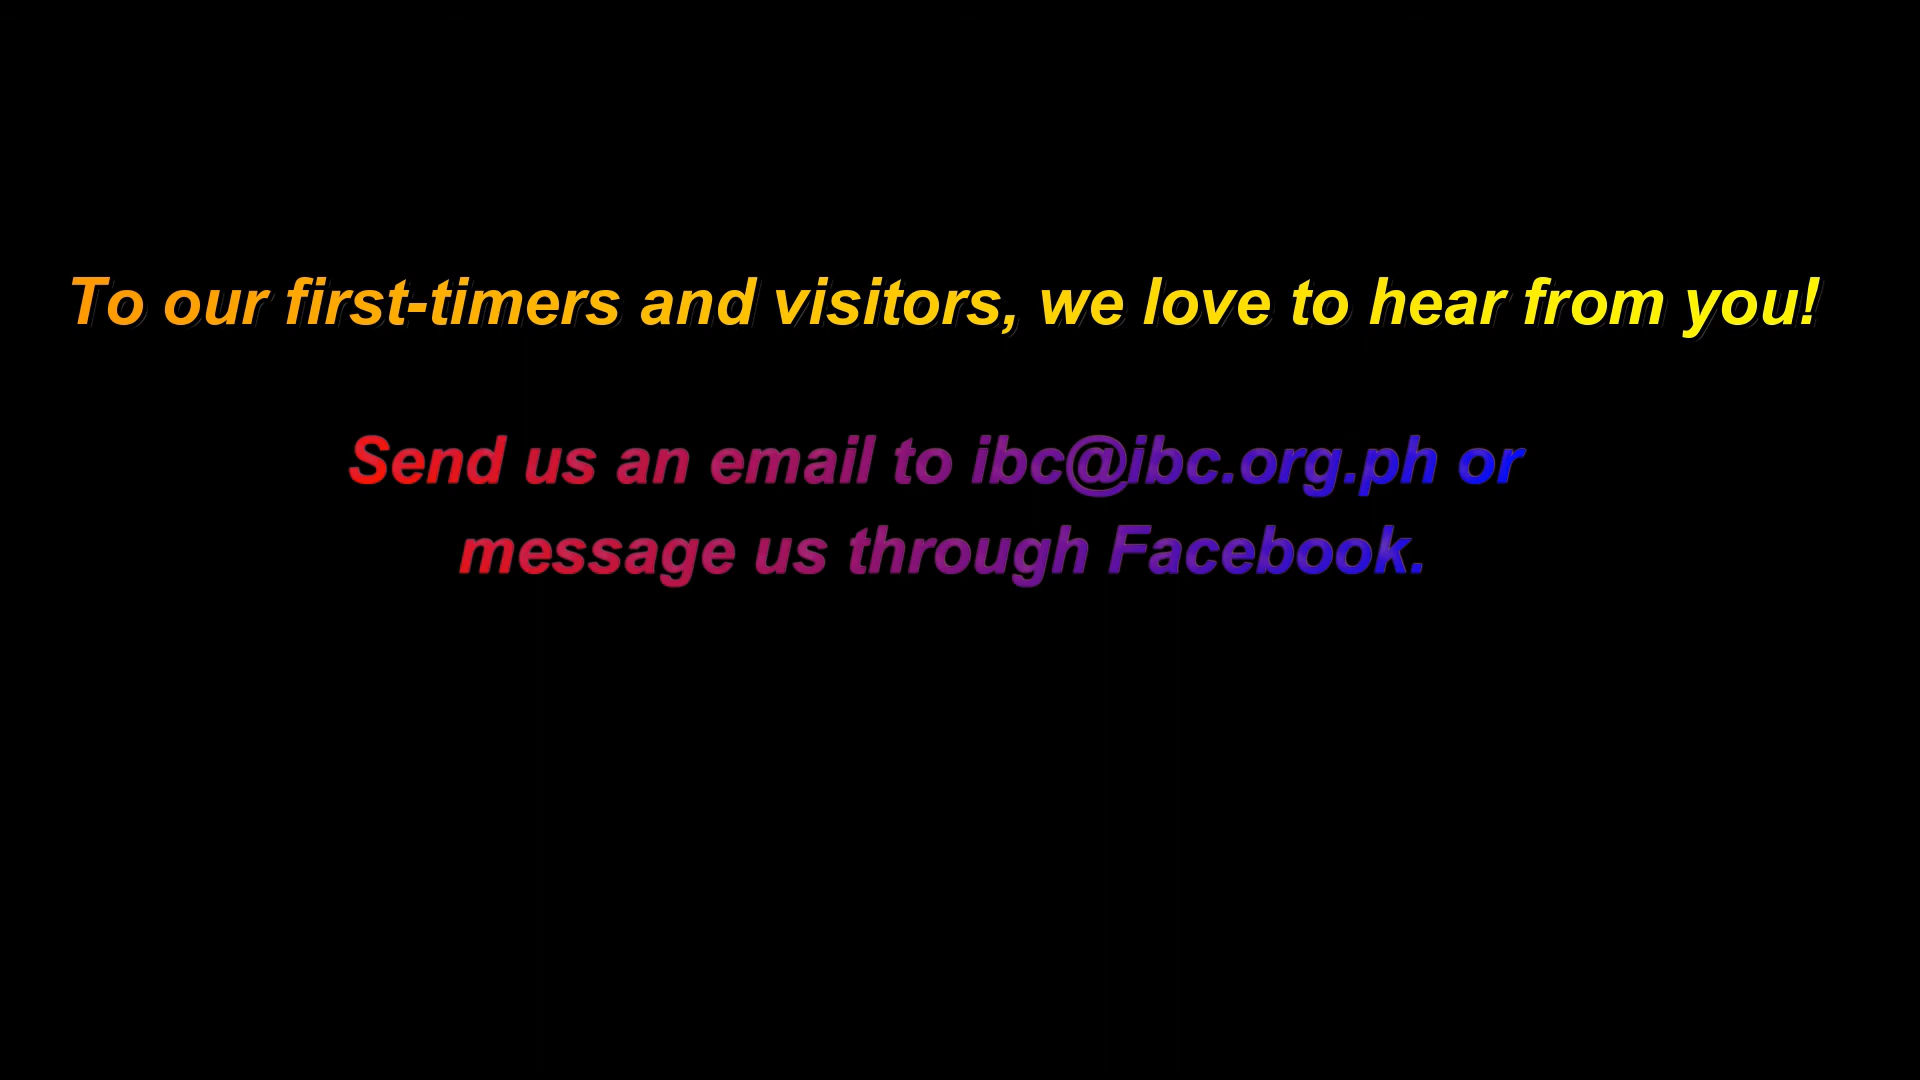 To our first-timers and visitors, we love to hear from you!
Send us an email to ibc@ibc.org.ph or
message us through Facebook.